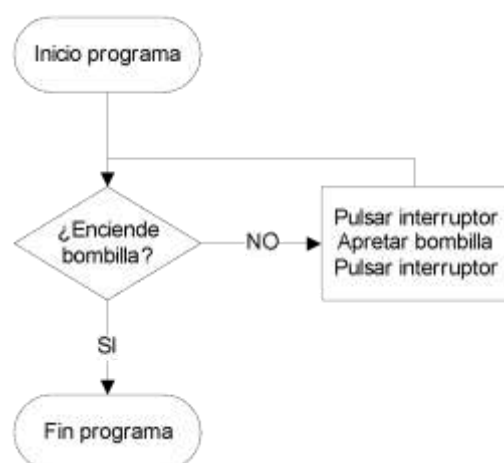 Inicio programa
¿Enciende
bombilla?
NO
Pulsar interruptor
Apretar bombilla
Pulsar interruptor
SI
Fin programa